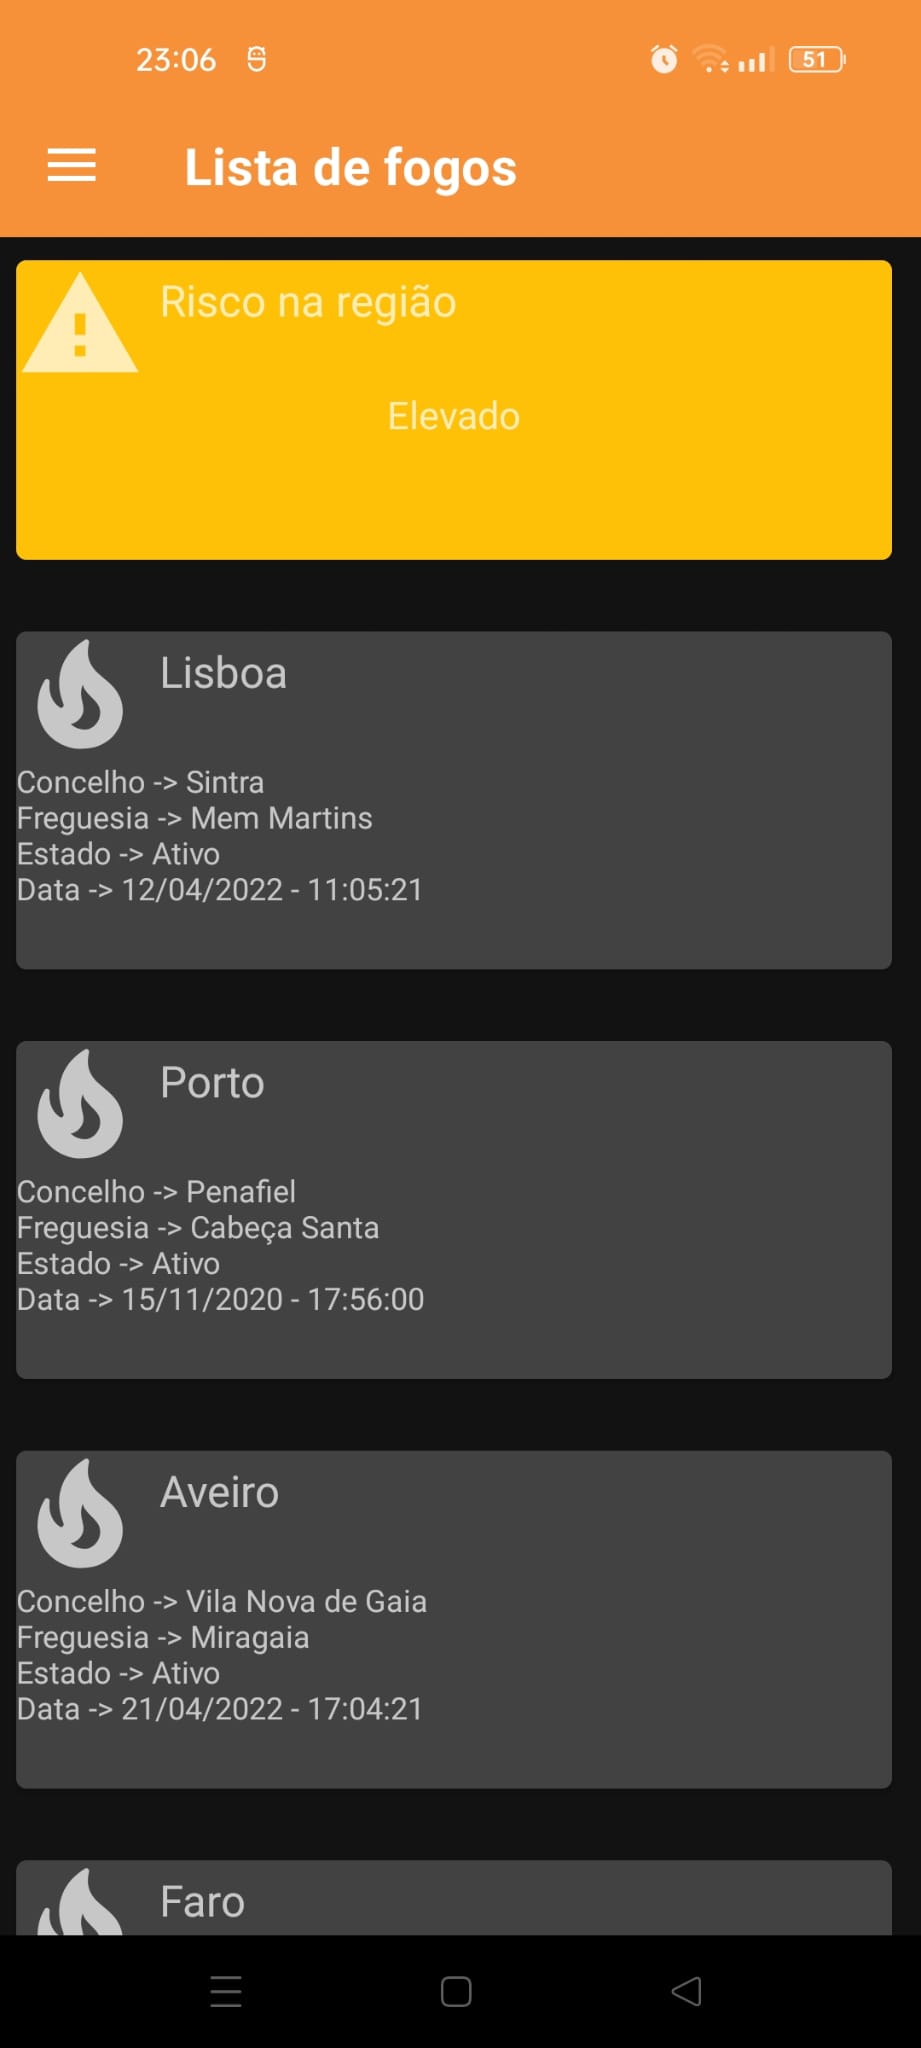 23:06
51
Lista de fogos
Risco na região
Elevado
Lisboa
Concelho -> Sintra
Freguesia -> Mem Martins
Estado -> Ativo
Data -> 12/04/2022 - 11:05:21
Porto
Concelho -> Penafiel
Freguesia -> Cabeça Santa
Estado -> Ativo
Data -> 15/11/2020 - 17:56:00
Aveiro
Concelho -> Vila Nova de Gaia
Freguesia -> Miragaia
Estado -> Ativo
Data -> 21/04/2022 - 17:04:21
Faro